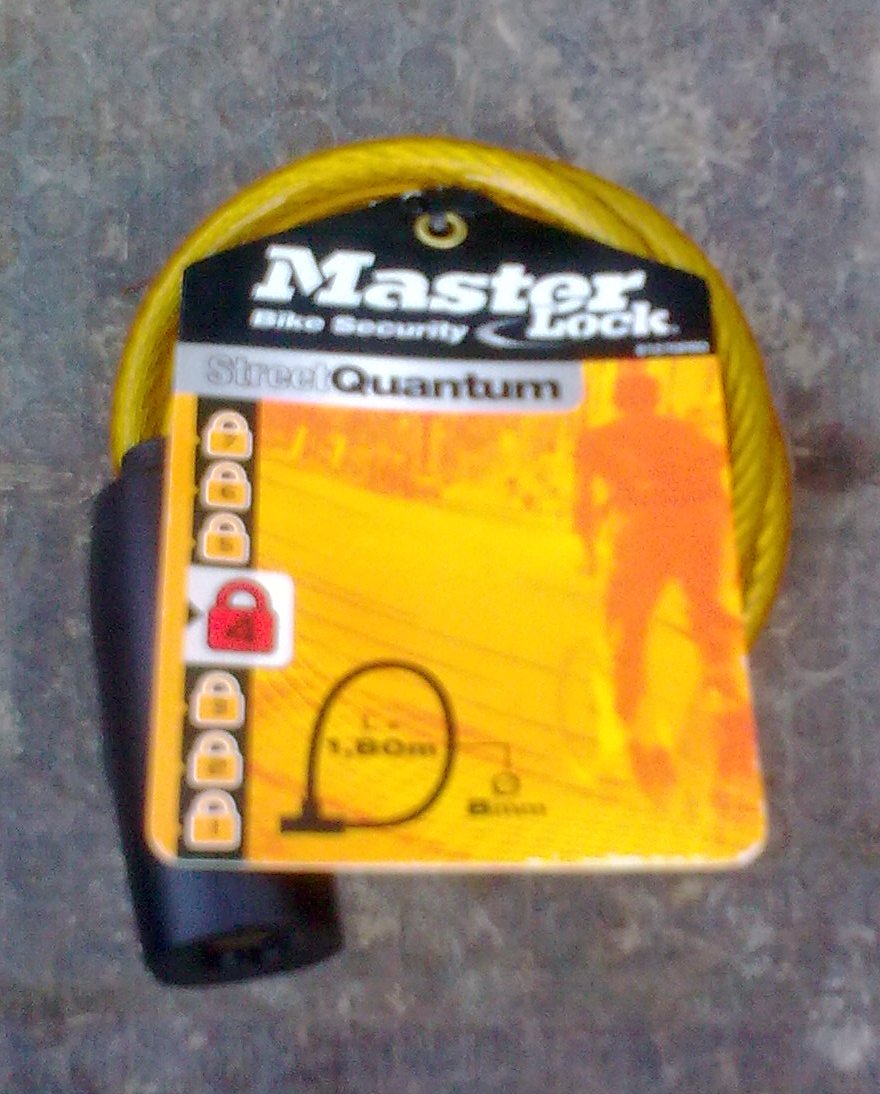 Master
Bike Security Lock
StreetQuantum
7
6
5
4
3
2
1
L =
1,80m
Ø
8mm